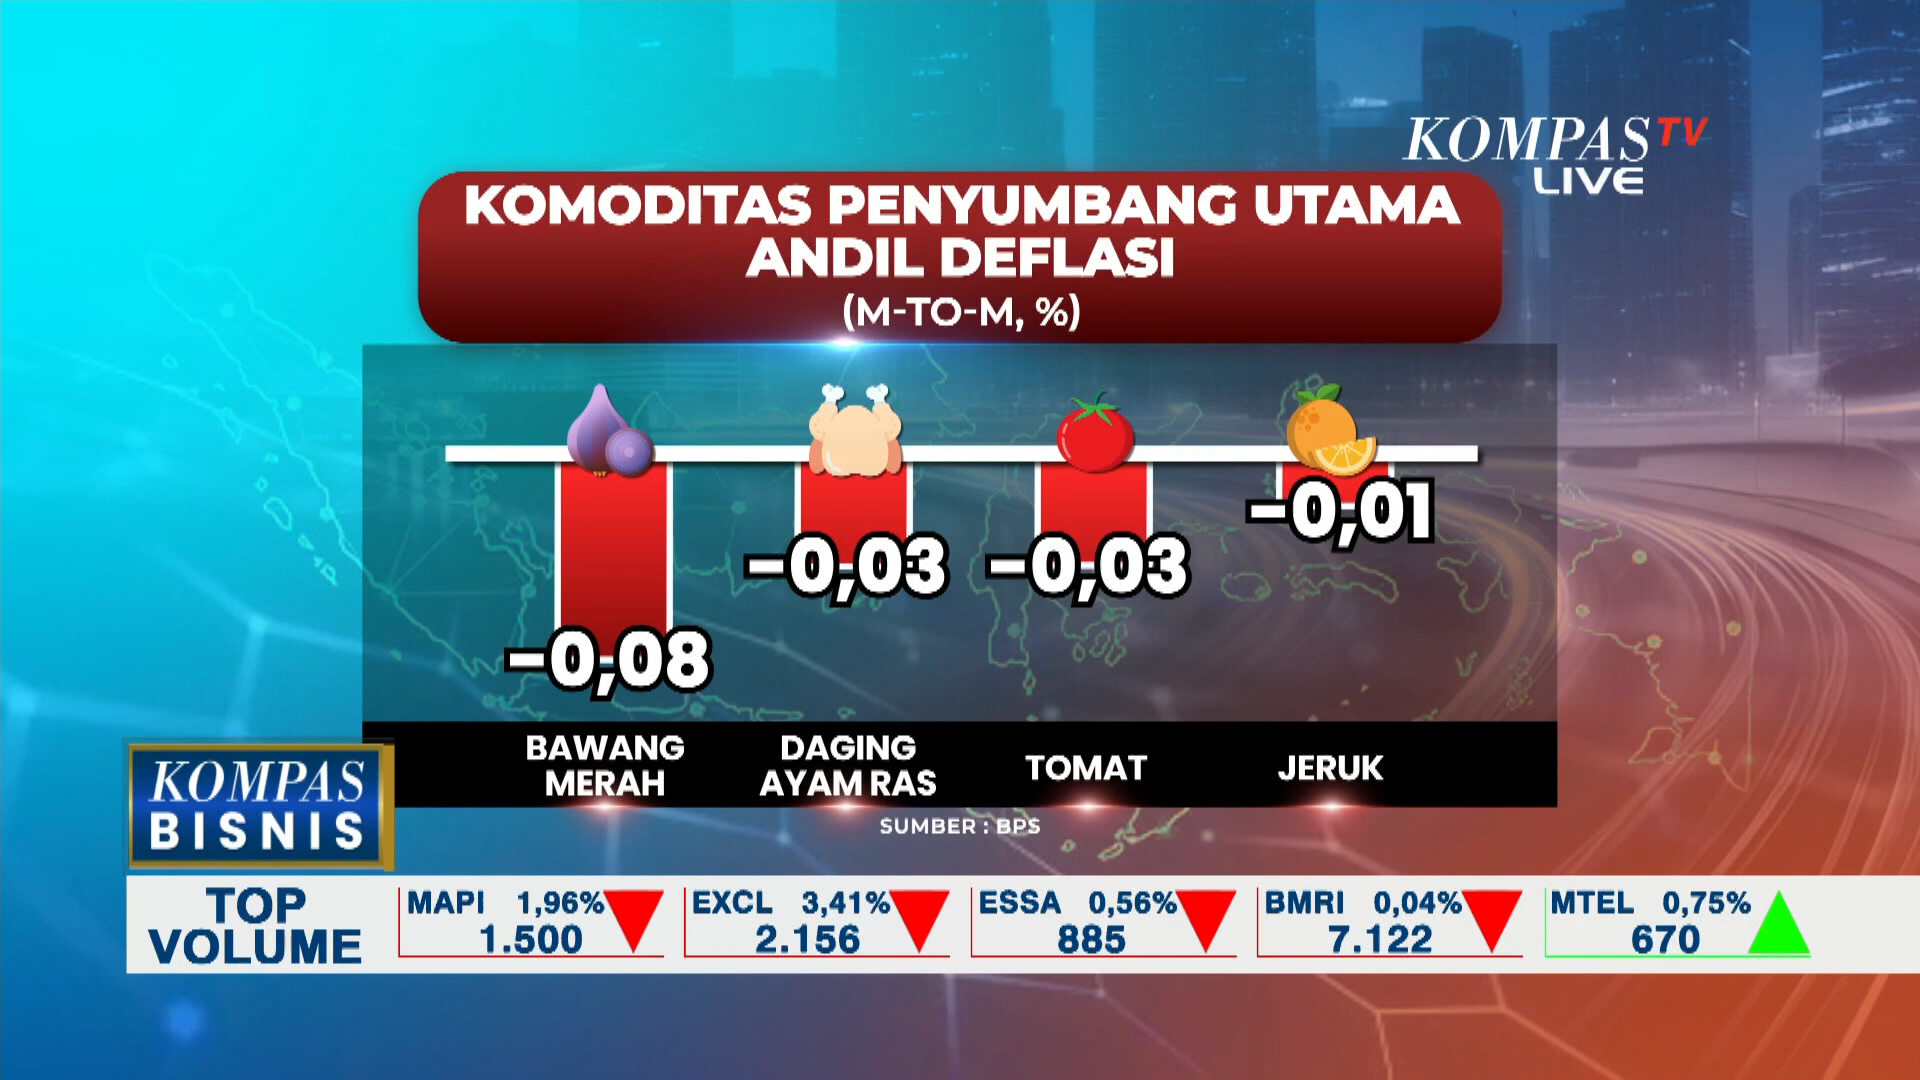 KOMPAS TV
LIVE
KOMODITAS PENYUMBANG UTAMA
ANDIL DEFLASI
(M-TO-M, %)
-0,08
-0,03
-0,03
-0,01
BAWANG
MERAH
DAGING
AYAM RAS
TOMAT
JERUK
SUMBER : BPS
KOMPAS
BISNIS
TOP
VOLUME
MAPI 1,96%
1.500
EXCL 3,41%
2.156
ESSA 0,56%
885
BMRI 0,04%
7.122
MTEL 0,75%
670